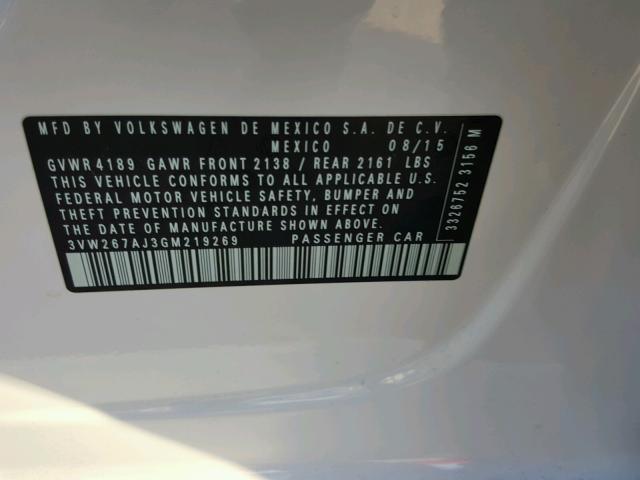 MFD BY VOLKSWAGEN DE MEXICO S.A. DE C.V.
MEXICO 08/15
GVWR 4189 GAWR FRONT 2138 / REAR 2161 LBS
THIS VEHICLE CONFORMS TO ALL APPLICABLE U.S.
FEDERAL MOTOR VEHICLE SAFETY, BUMPER AND
THEFT PREVENTION STANDARDS IN EFFECT ON
THE DATE OF MANUFACTURE SHOWN ABOVE.
3VW267AJ3GM219269 PASSENGER CAR
3326752 3156 M